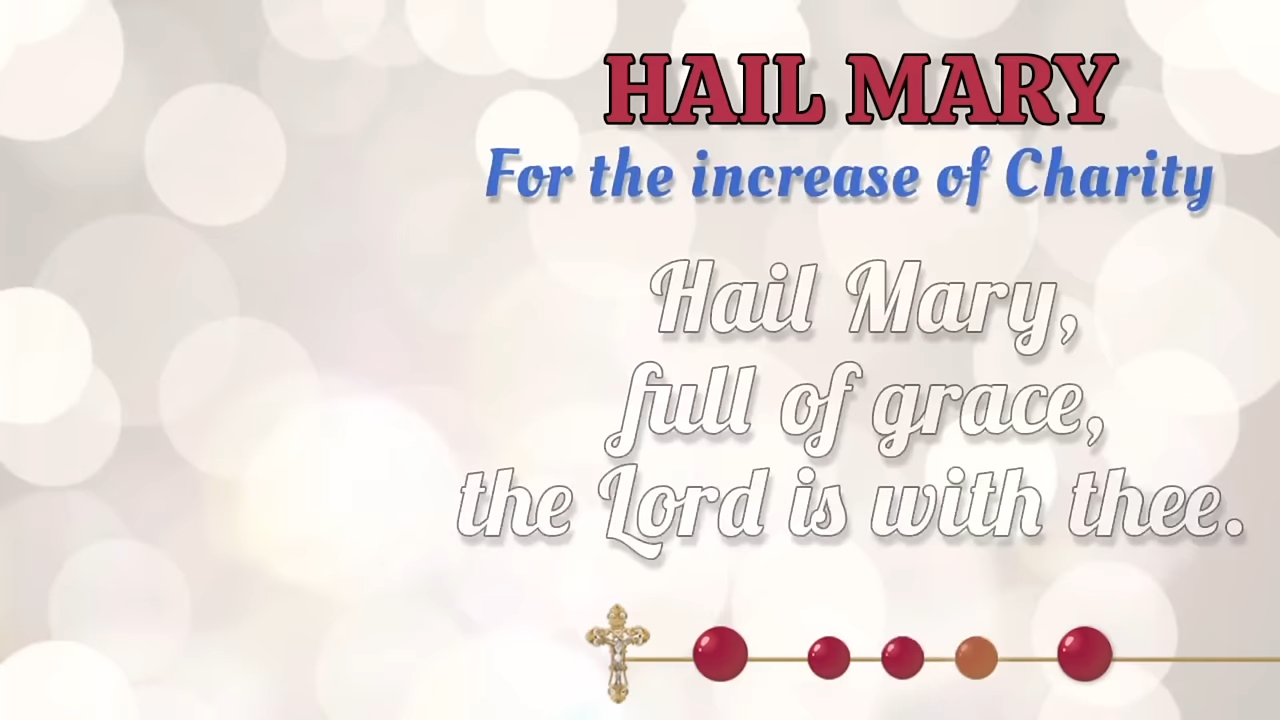 HAIL MARY
For the increase of Charity
Hail Mary,
full of grace,
the Lord is with thee.